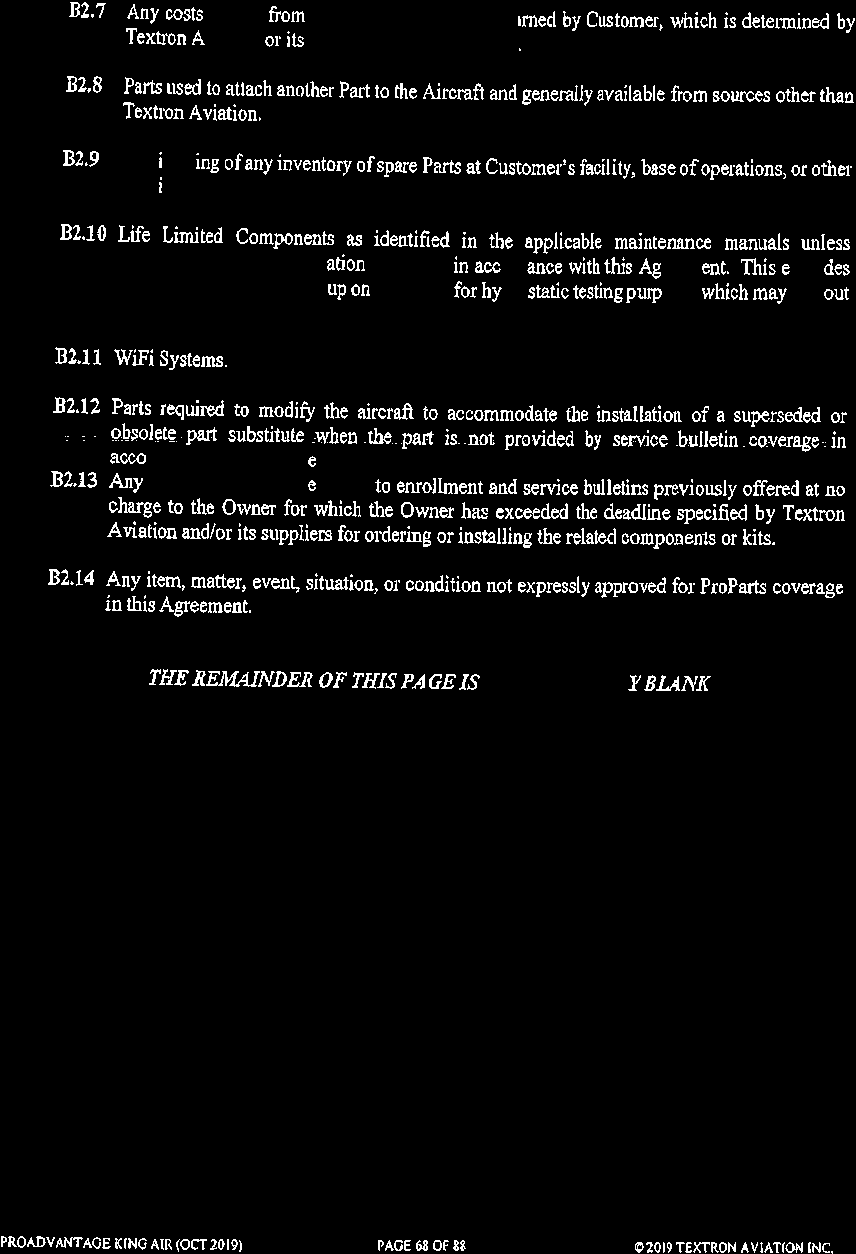 B2.7 Any costs from by Customer, which is determined by
Textron A or its
B2.8 Parts used to attach another Part to the Aircraft and generally available from sources other than
Textron Aviation.
B2.9 i ing of any inventory of spare Parts at Customer's facility, base of operations, or other
i
B2.10 Life Limited Components as identified in the applicable maintenance manuals unless
ation in acc ance with this Ag ent. This e des
up on for hy static testing purp which may out
B2.11 WiFi Systems.
B2.12 Parts required to modify the aircraft to accommodate the installation of a superseded or
obsolete part substitute when the part is not provided by service bulletin coverage in
acco e
B2.13 Any e to enrollment and service bulletins previously offered at no
charge to the Owner for which the Owner has exceeded the deadline specified by Textron
Aviation and/or its suppliers for ordering or installing the related components or kits.
B2.14 Any item, matter, event, situation, or condition not expressly approved for ProParts coverage
in this Agreement.
THE REMAINDER OF THIS PAGE IS Y BLANK
PROADVANTAGE KING AIR (OCT 2019) PAGE 68 OF 88 ©2019 TEXTRON AVIATION INC.